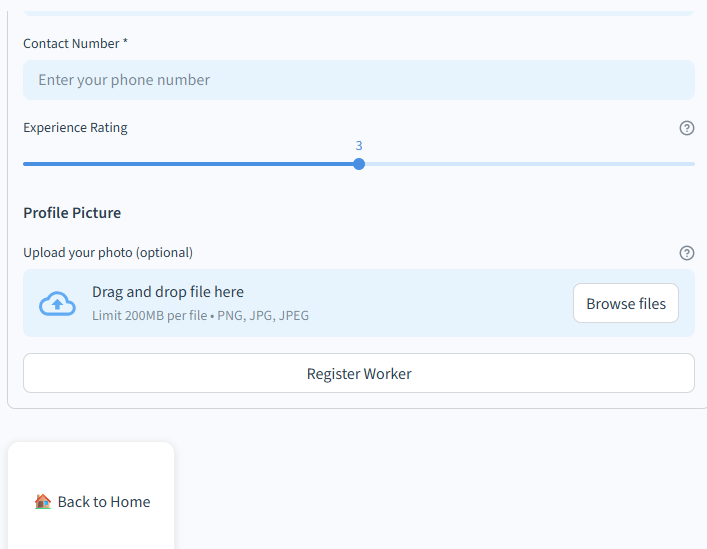 Contact Number *
Enter your phone number
Experience Rating
3
Profile Picture
Upload your photo (optional)
Drag and drop file here
Limit 200MB per file • PNG, JPG, JPEG
Browse files
Register Worker
🏠 Back to Home